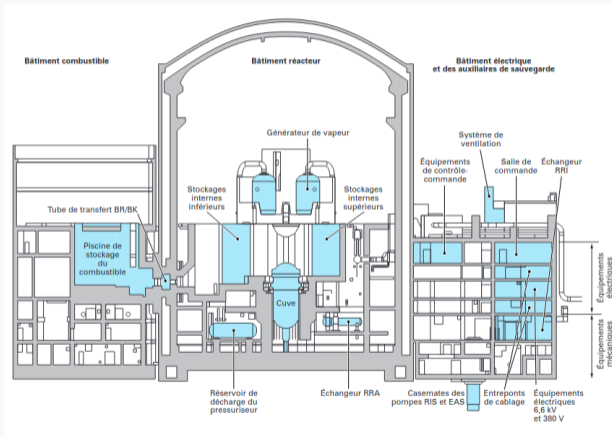 Bâtiment combustible
Bâtiment réacteur
Bâtiment électrique
et des auxiliaires de sauvegarde
Générateur de vapeur
Système de
ventilation
Équipements
de contrôle-
commande
Salle de
commande
Échangeur
RRI
Stockages
internes
inférieurs
Stockages
internes
supérieurs
Tube de transfert BR/BK
Piscine de
stockage
du
combustible
Cuve
Équipements
électriques
Équipements
mécaniques
Réservoir de
décharge du
pressuriseur
Échangeur RRA
Casemates des
pompes RIS et EAS
Entreponts
de cablage
Équipements
électriques
6,6 kV
et 380 V